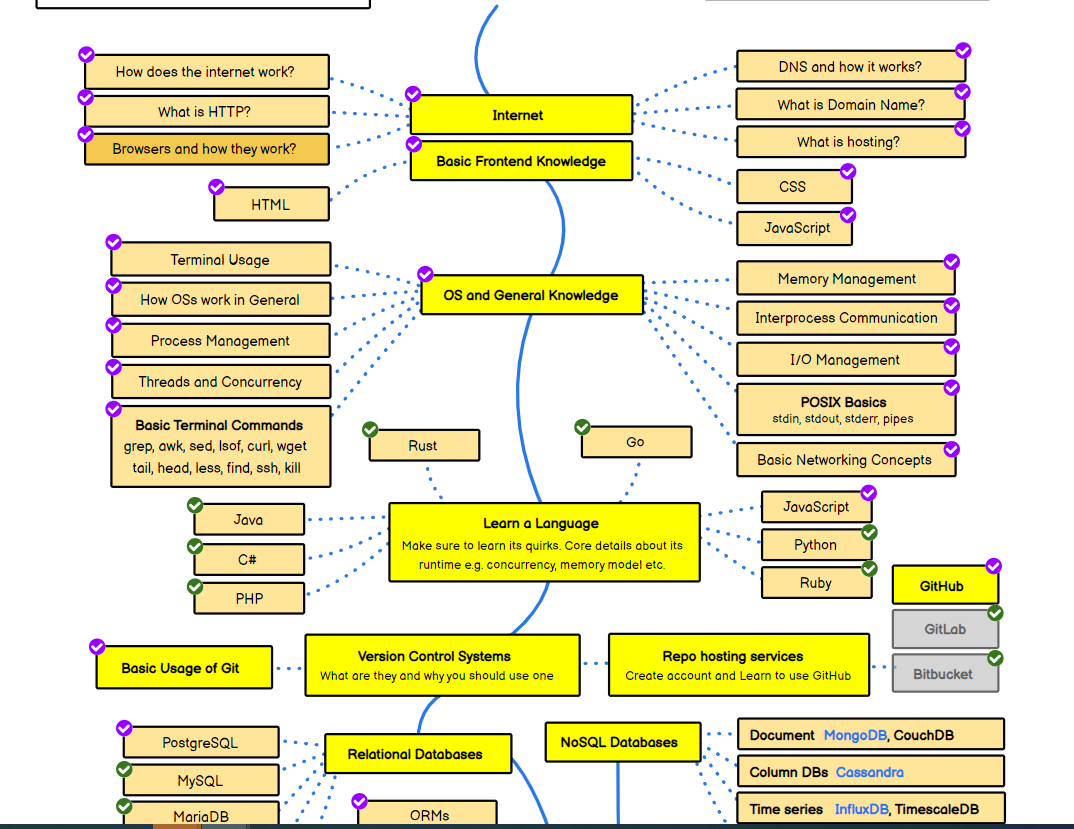 How does the internet work?
What is HTTP?
Browsers and how they work?
Internet
DNS and how it works?
What is Domain Name?
What is hosting?
Basic Frontend Knowledge
HTML
CSS
JavaScript
Terminal Usage
How OSs work in General
Process Management
Threads and Concurrency
Basic Terminal Commands
grep, awk, sed, lsof, curl, wget
tail, head, less, find, ssh, kill
OS and General Knowledge
Memory Management
Interprocess Communication
I/O Management
POSIX Basics
stdin, stdout, stderr, pipes
Basic Networking Concepts
Rust
Go
Java
C#
PHP
Learn a Language
Make sure to learn its quirks. Core details about its
runtime e.g. concurrency, memory model etc.
JavaScript
Python
Ruby
GitHub
GitLab
Bitbucket
Basic Usage of Git
Version Control Systems
What are they and why you should use one
Repo hosting services
Create account and Learn to use GitHub
PostgreSQL
MySQL
MariaDB
Relational Databases
ORMs
NoSQL Databases
Document MongoDB, CouchDB
Column DBs Cassandra
Time series InfluxDB, TimescaleDB